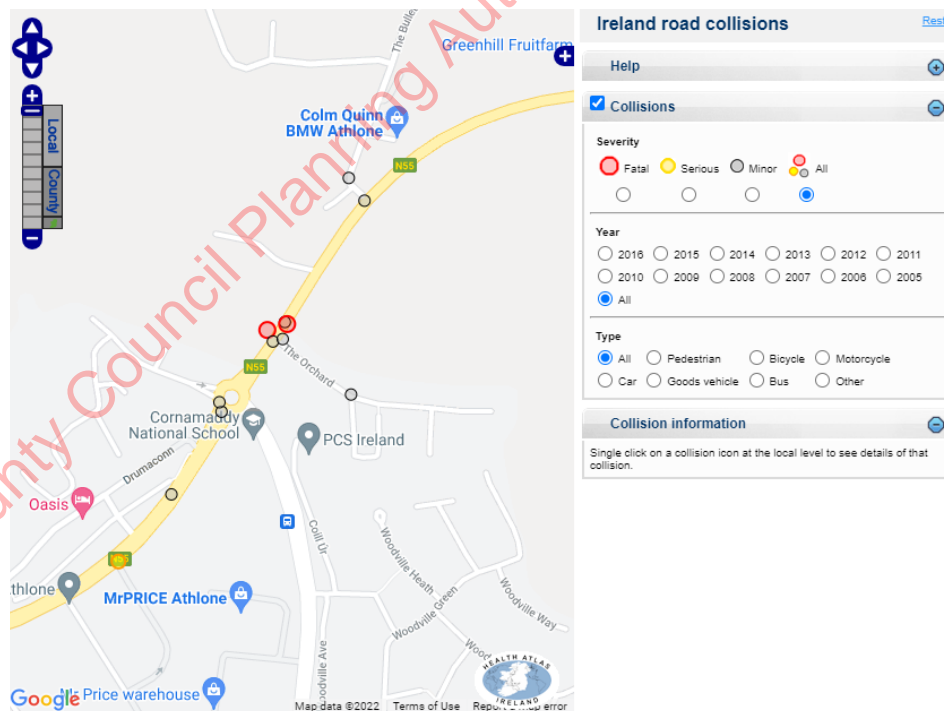 Ireland road collisions
Help
Collisions
Severity
Fatal Serious Minor All
Year
2016 2015 2014 2013 2012 2011
2010 2009 2008 2007 2006 2005
All
Type
All Pedestrian Bicycle Motorcycle
Car Goods vehicle Bus Other
Collision information
Single click on a collision icon at the local level to see details of that
collision.
Local
County
Greenhill Fruitfarm
Colm Quinn
BMW Athlone
N55
N55
The Orchard
Cornamaddy
National School
PCS Ireland
Drumaconn
Oasis
Coill Úr
N55
MrPRICE Athlone
Woodville Heath
Woodville Green
Woodville Way
HEALTH ATLAS
IRELAND
Google
Price warehouse
Map data ©2022 Terms of Use
County Council Planning